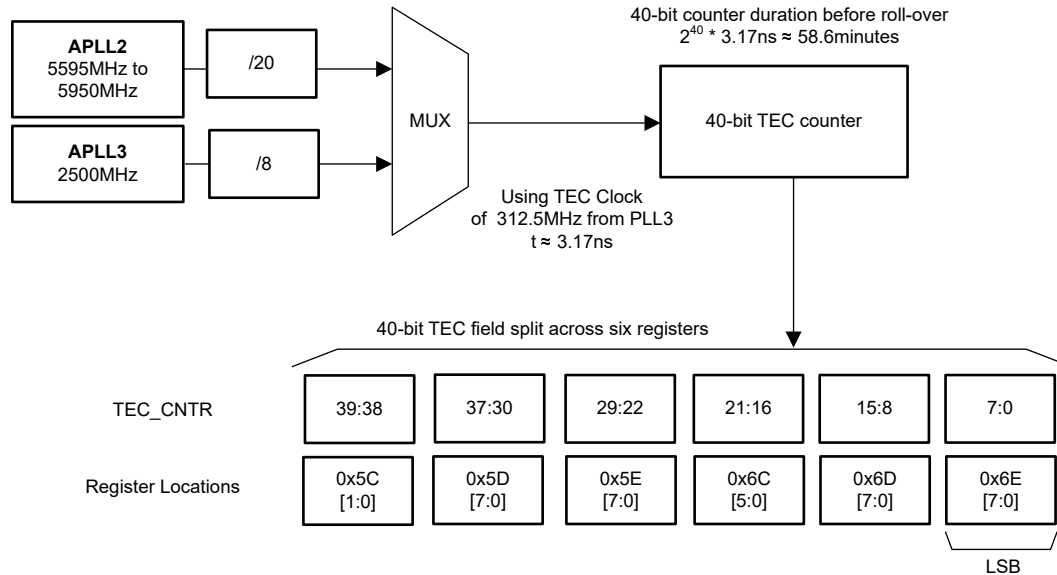 APLL2
5595MHz to
5950MHz
/20
APLL3
2500MHz
/8
MUX
40-bit counter duration before roll-over
2^40 * 3.17ns ≈ 58.6minutes
40-bit TEC counter
Using TEC Clock
of 312.5MHz from PLL3
t ≈ 3.17ns
40-bit TEC field split across six registers
TEC_CNTR
39:38
37:30
29:22
21:16
15:8
7:0
Register Locations
0x5C
[1:0]
0x5D
[7:0]
0x5E
[7:0]
0x6C
[5:0]
0x6D
[7:0]
0x6E
[7:0]
LSB